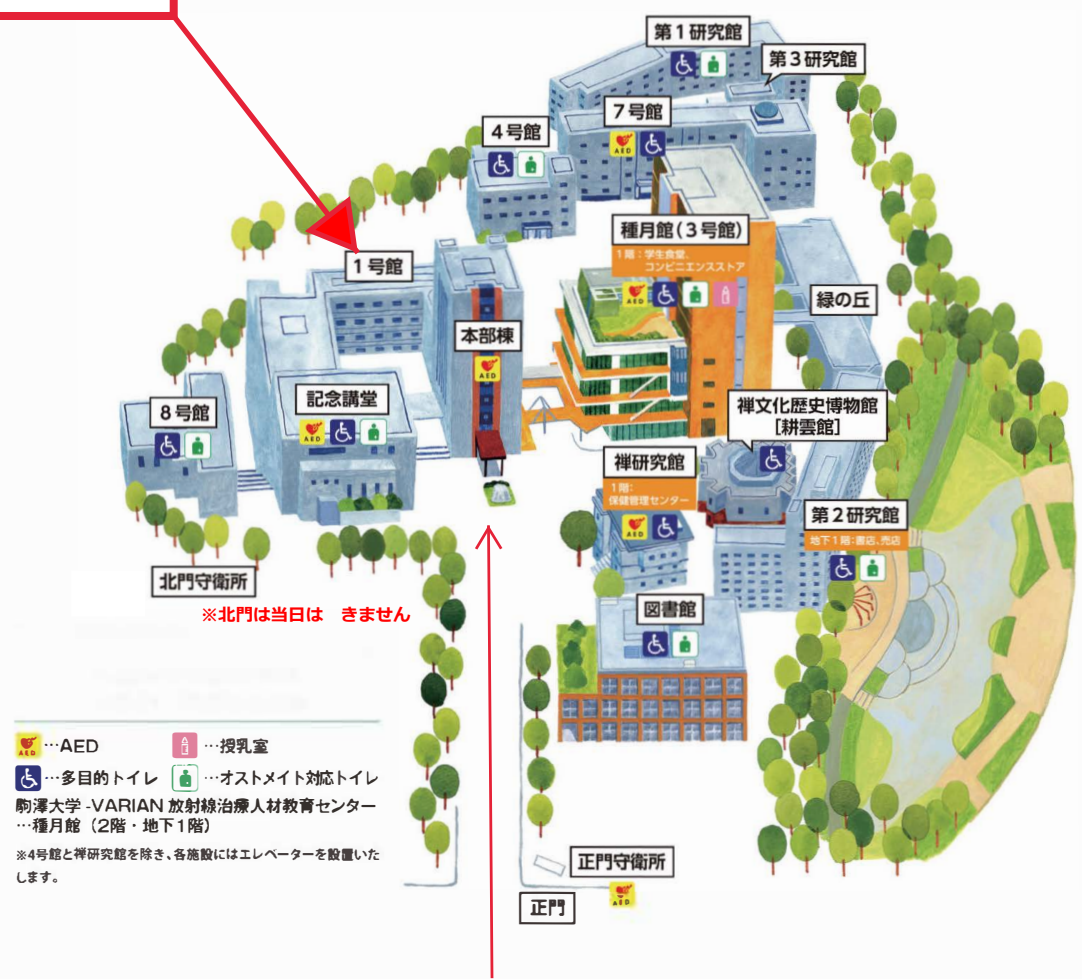 第1研究館
第3研究館
7号館
AED
4号館
種月館(3号館)
1階:学生食堂、
コンビニエンスストア
AED
1号館
緑の丘
本部棟
AED
禅文化歴史博物館
[耕雲館]
記念講堂
AED
8号館
禅研究館
1階:
保健管理センター
AED
第2研究館
地下1階:書店、売店
北門守衛所
※北門は当日は　きません
図書館
AED …AED
…授乳室
…多目的トイレ
…オストメイト対応トイレ
駒澤大学 -VARIAN 放射線治療人材教育センター
…種月館（2階・地下1階）
※4号館と禅研究館を除き、各施設にはエレベーターを設置いた
します。
正門守衛所
AED
正門